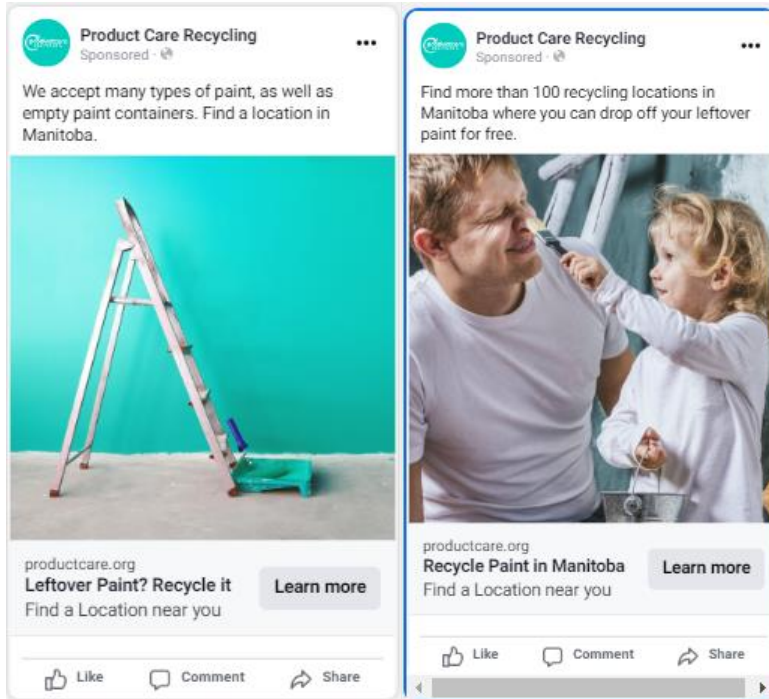 Product Care Recycling
Sponsored ·
We accept many types of paint, as well as
empty paint containers. Find a location in
Manitoba.
productcare.org
Leftover Paint? Recycle it
Find a Location near you
Learn more
Like
Comment
Share
Product Care Recycling
Sponsored ·
Find more than 100 recycling locations in
Manitoba where you can drop off your leftover
paint for free.
productcare.org
Recycle Paint in Manitoba
Find a Location near you
Learn more
Like
Comment
Share